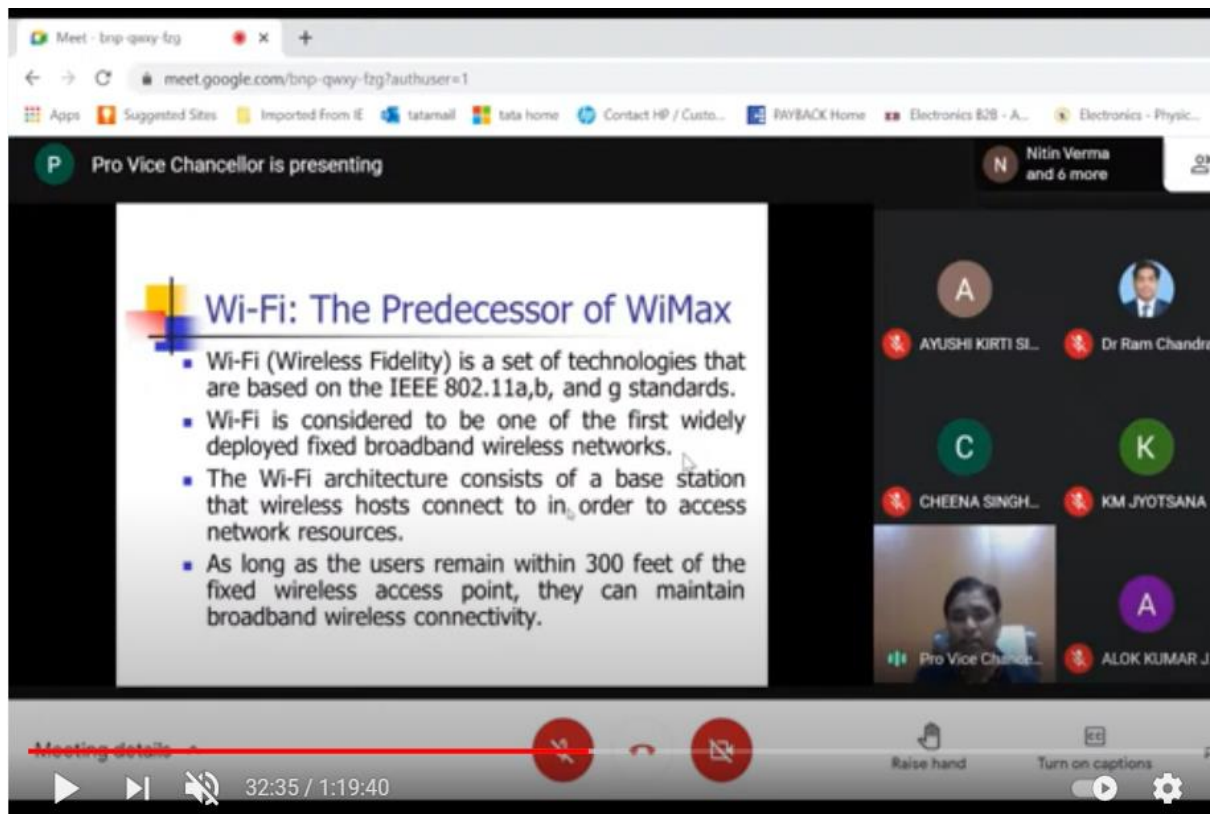 Meet - bnp-qwxy-fzg
meet.google.com/bnp-qwxy-fzg?authuser=1
Apps Suggested Sites Imported From IE tatamail tata home Contact HP / Custo... PAYBACK Home Electronics B2B - A... Electronics - Physic...
P Pro Vice Chancellor is presenting
N Nitin Verma
and 6 more
Wi-Fi: The Predecessor of WiMax
Wi-Fi (Wireless Fidelity) is a set of technologies that
are based on the IEEE 802.11a,b, and g standards.
Wi-Fi is considered to be one of the first widely
deployed fixed broadband wireless networks.
The Wi-Fi architecture consists of a base station
that wireless hosts connect to in order to access
network resources.
As long as the users remain within 300 feet of the
fixed wireless access point, they can maintain
broadband wireless connectivity.
A
AYUSHI KIRTI SI...
Dr Ram Chandra
C
CHEENA SINGH...
K
KM JYOTSANA
Pro Vice Chance...
A
ALOK KUMAR J
Meeting details
Raise hand
CC
Turn on captions
32:35 / 1:19:40